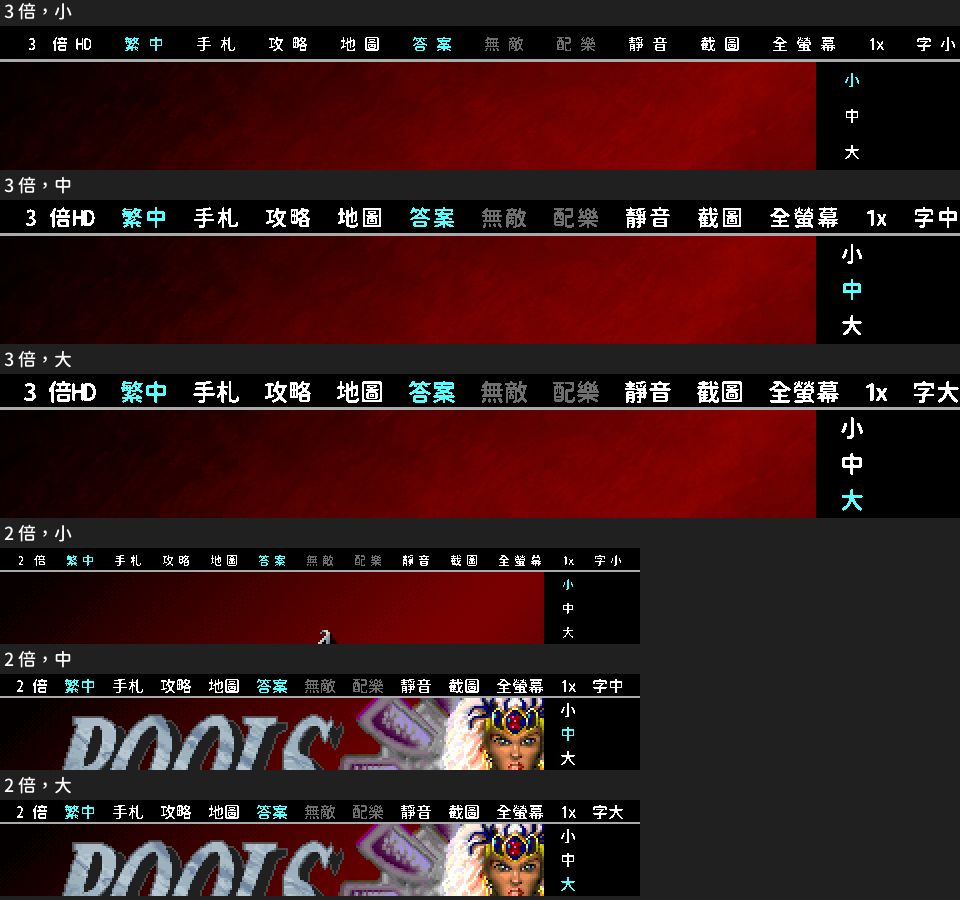 3倍，小
3 倍 HD 繁中 手札 攻略 地圖 答案 無敵 配樂 靜音 截圖 全螢幕 1x 字小
小
中
大
3倍，中
3 倍HD 繁中 手札 攻略 地圖 答案 無敵 配樂 靜音 截圖 全螢幕 1x 字中
小
中
大
3倍，大
3 倍HD 繁中 手札 攻略 地圖 答案 無敵 配樂 靜音 截圖 全螢幕 1x 字大
小
中
大
2倍，小
2 倍 繁中 手札 攻略 地圖 答案 無敵 配樂 靜音 截圖 全螢幕 1x 字小
小
中
大
2倍，中
2 倍 繁中 手札 攻略 地圖 答案 無敵 配樂 靜音 截圖 全螢幕 1x 字中
小
POOLS
中
大
2倍，大
2 倍 繁中 手札 攻略 地圖 答案 無敵 配樂 靜音 截圖 全螢幕 1x 字大
小
POOLS
中
大